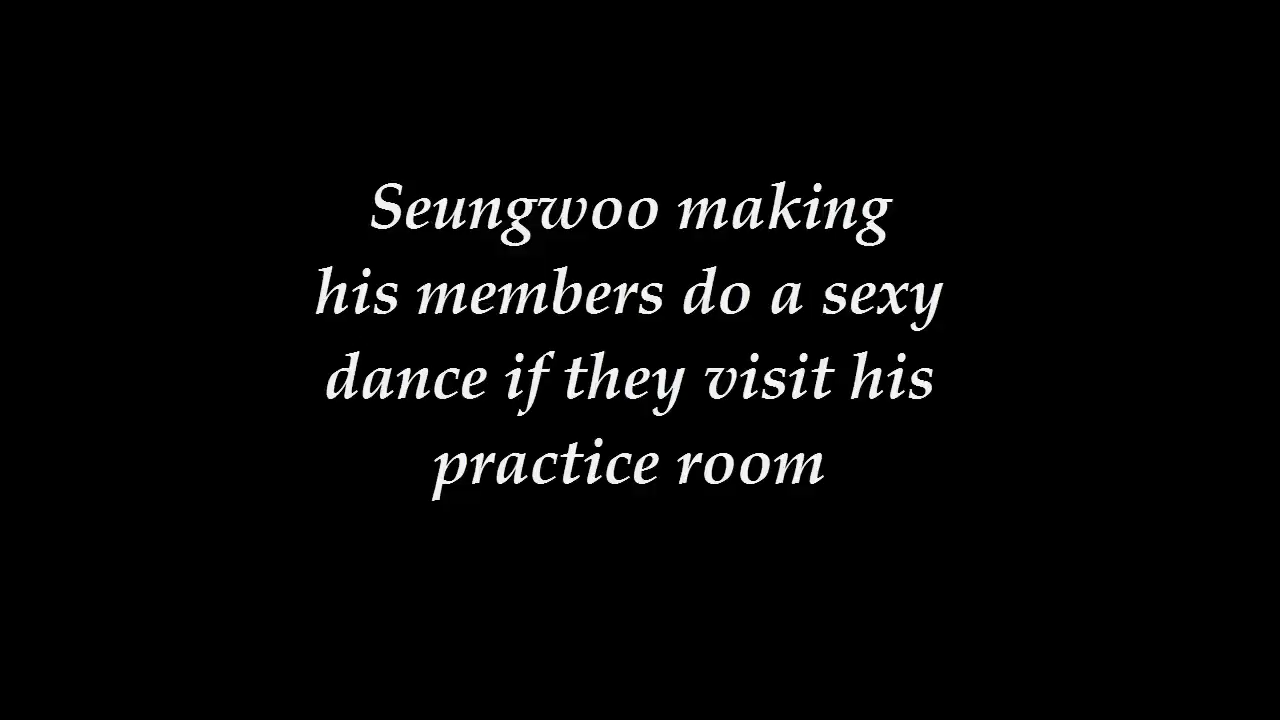 Seungwoo making
his members do a sexy
dance if they visit his
practice room